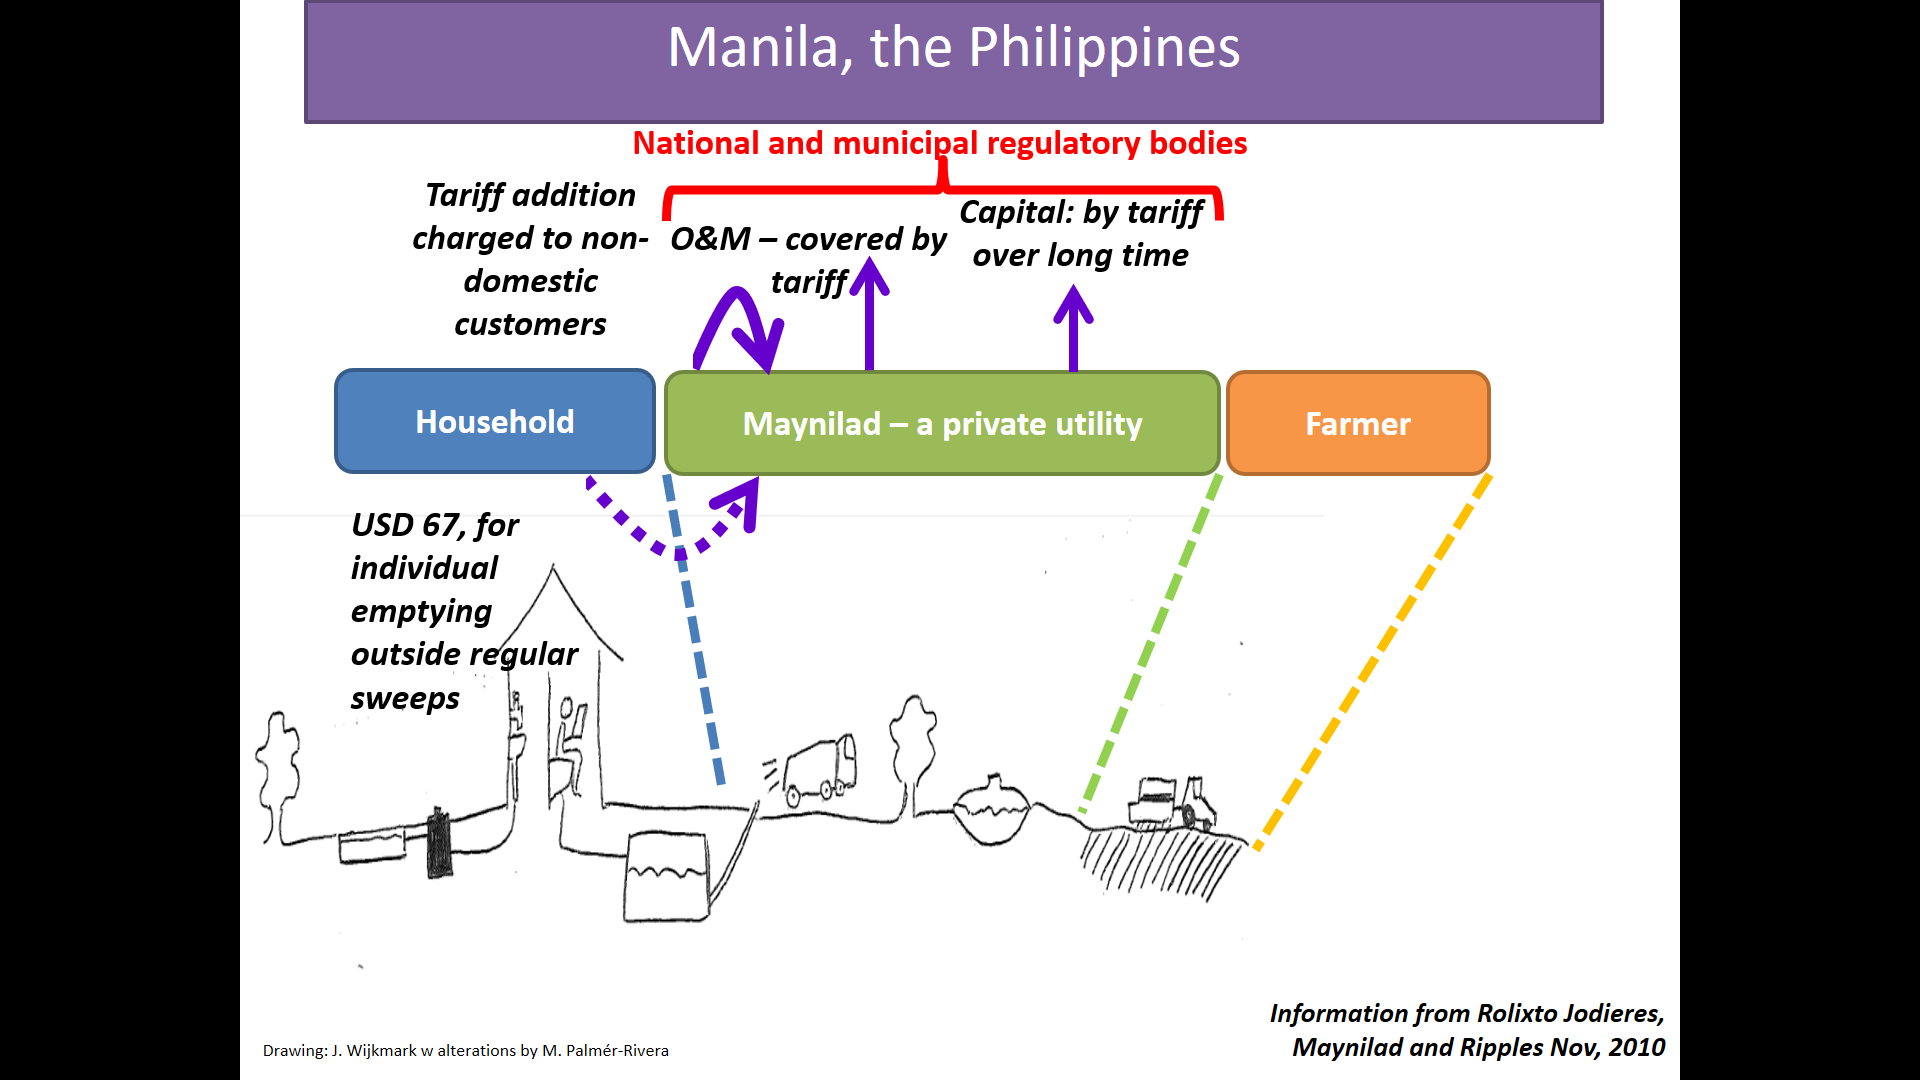 Manila, the Philippines
National and municipal regulatory bodies
Tariff addition
charged to non-
domestic
customers
O&M – covered by
tariff
Capital: by tariff
over long time
Household
Maynilad – a private utility
Farmer
USD 67, for
individual
emptying
outside regular
sweeps
Information from Rolixto Jodieres,
Maynilad and Ripples Nov, 2010
Drawing: J. Wijkmark w alterations by M. Palmér-Rivera